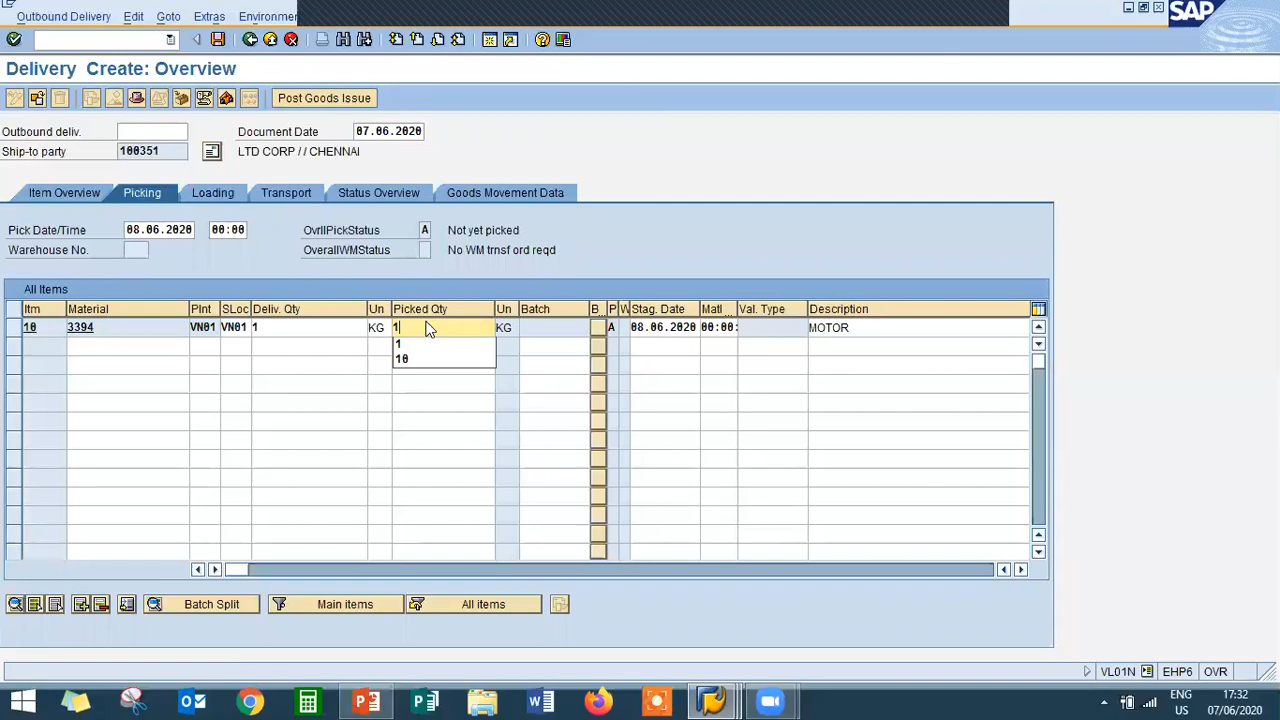 Outbound Delivery Edit Goto Extras Environmen
SAP
Delivery Create: Overview
Post Goods Issue
Outbound deliv. Document Date 07.06.2020
Ship-to party 100351 LTD CORP // CHENNAI
Item Overview Picking Loading Transport Status Overview Goods Movement Data
Pick Date/Time 08.06.2020 00:00 OvrllPickStatus A Not yet picked
Warehouse No. OverallWMStatus No WM trnsf ord reqd
All Items
Itm Material Plnt SLoc Deliv. Qty Un Picked Qty Un Batch B... P W Stag. Date Matl... Val. Type Description
10 3394 VN01 VN01 1 KG 1 KG A 08.06.2020 00:00: MOTOR
1
10
Batch Split Main items All items
VL01N EHP6 OVR
ENG 17:32
US 07/06/2020